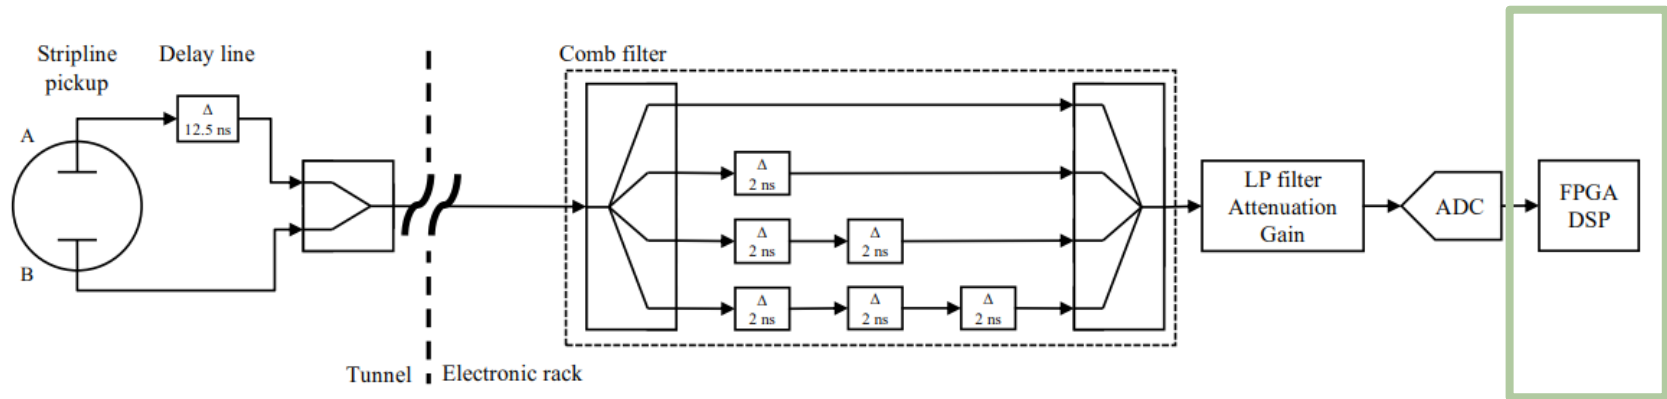 Stripline
pickup
Delay line
A
Δ
12.5 ns
B
Tunnel
Electronic rack
Comb filter
Δ
2 ns
Δ
2 ns
Δ
2 ns
Δ
2 ns
Δ
2 ns
Δ
2 ns
LP filter
Attenuation
Gain
ADC
FPGA
DSP